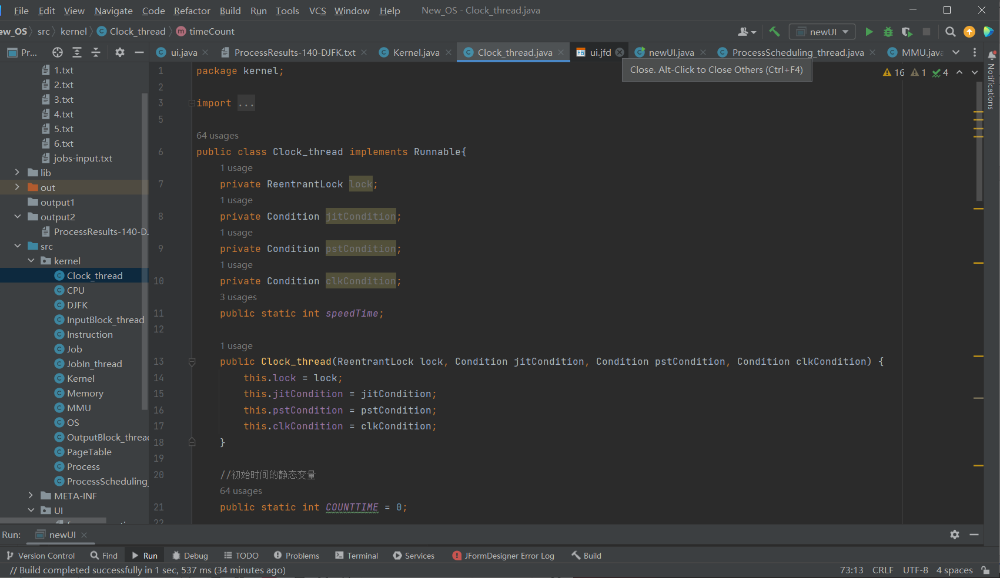 File Edit View Navigate Code Refactor Build Run Tools VCS Window Help New_OS - Clock_thread.java
ew_OS src kernel Clock_thread timeCount newUI
Pr... ui.java ProcessResults-140-DJFK.txt Kernel.java Clock_thread.java ui.jfd newUI.java ProcessScheduling_thread.java MMU.java
Close. Alt-Click to Close Others (Ctrl+F4)
16 1 4
Notifications
1.txt
2.txt
3.txt
4.txt
5.txt
6.txt
jobs-input.txt
lib
out
output1
output2
ProcessResults-140-D.
src
kernel
Clock_thread
CPU
DJFK
InputBlock_thread
Instruction
Job
JobIn_thread
Kernel
Memory
MMU
OS
OutputBlock_threa
PageTable
Process
ProcessScheduling_
META-INF
UI
1 package kernel;
2
3 import ...
5
64 usages
6 public class Clock_thread implements Runnable{
1 usage
7 private ReentrantLock lock;
1 usage
8 private Condition jitCondition;
1 usage
9 private Condition pstCondition;
1 usage
10 private Condition clkCondition;
3 usages
11 public static int speedTime;
12
1 usage
13 public Clock_thread(ReentrantLock lock, Condition jitCondition, Condition pstCondition, Condition clkCondition) {
14 this.lock = lock;
15 this.jitCondition = jitCondition;
16 this.pstCondition = pstCondition;
17 this.clkCondition = clkCondition;
18 }
19
20 //初始时间的静态变量
64 usages
21 public static int COUNTTIME = 0;
22
Run: newUI
Version Control Find Run Debug TODO Problems Terminal Services JFormDesigner Error Log Build
// Build completed successfully in 1 sec, 537 ms (34 minutes ago) 73:13 CRLF UTF-8 4 spaces